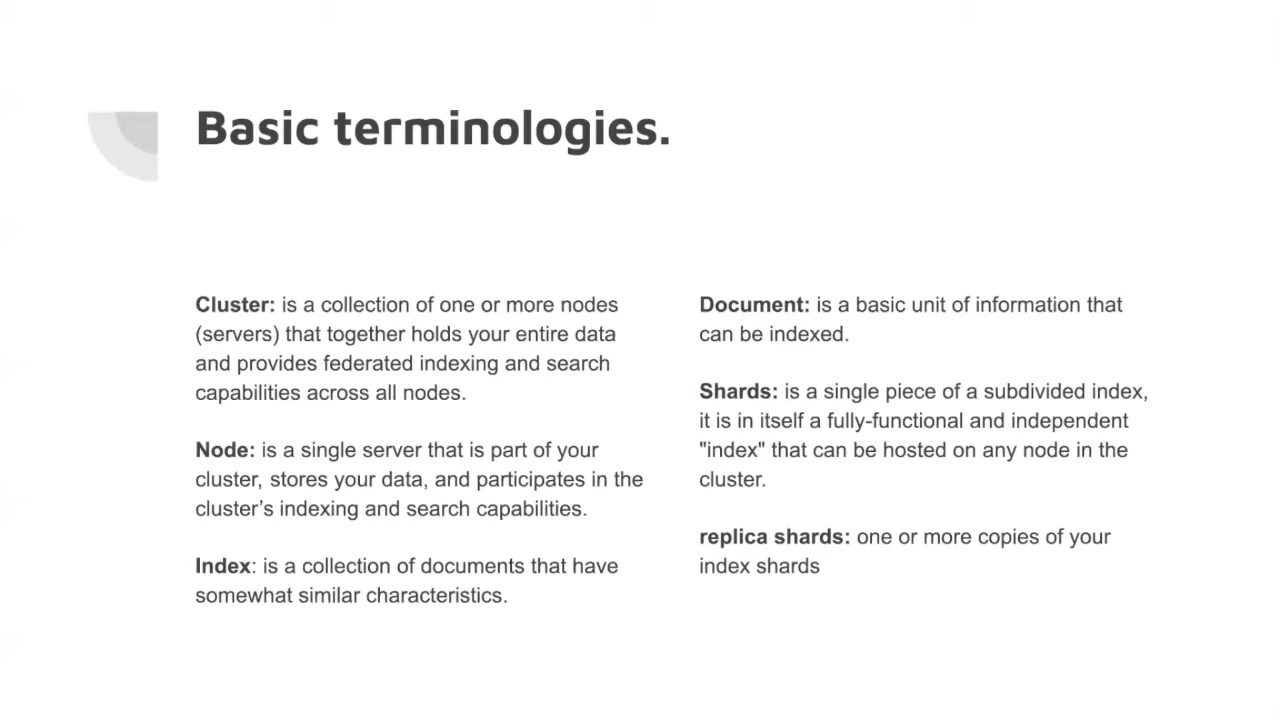 Basic terminologies.
Cluster: is a collection of one or more nodes
(servers) that together holds your entire data
and provides federated indexing and search
capabilities across all nodes.
Node: is a single server that is part of your
cluster, stores your data, and participates in the
cluster’s indexing and search capabilities.
Index: is a collection of documents that have
somewhat similar characteristics.
Document: is a basic unit of information that
can be indexed.
Shards: is a single piece of a subdivided index,
it is in itself a fully-functional and independent
"index" that can be hosted on any node in the
cluster.
replica shards: one or more copies of your
index shards